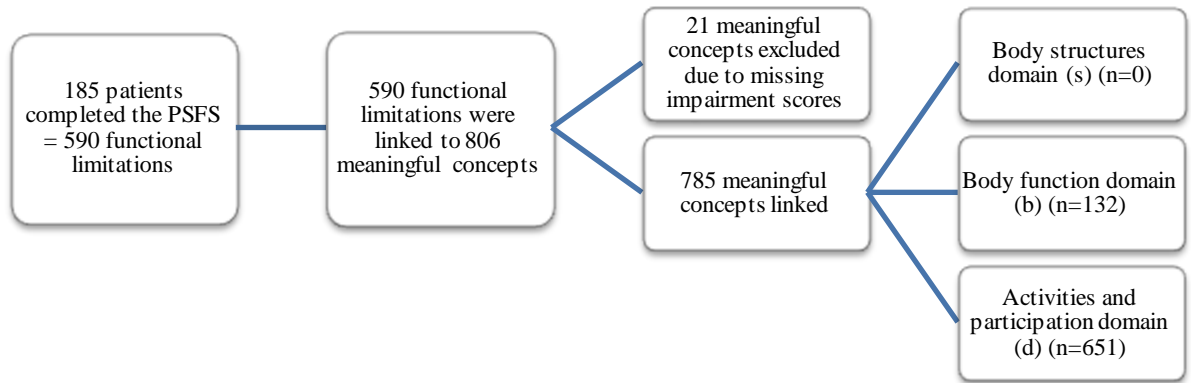 185 patients
completed the PSFS
= 590 functional
limitations
590 functional
limitations were
linked to 806
meaningful concepts
21 meaningful
concepts excluded
due to missing
impairment scores
785 meaningful
concepts linked
Body structures
domain (s) (n=0)
Body function domain
(b) (n=132)
Activities and
participation domain
(d) (n=651)